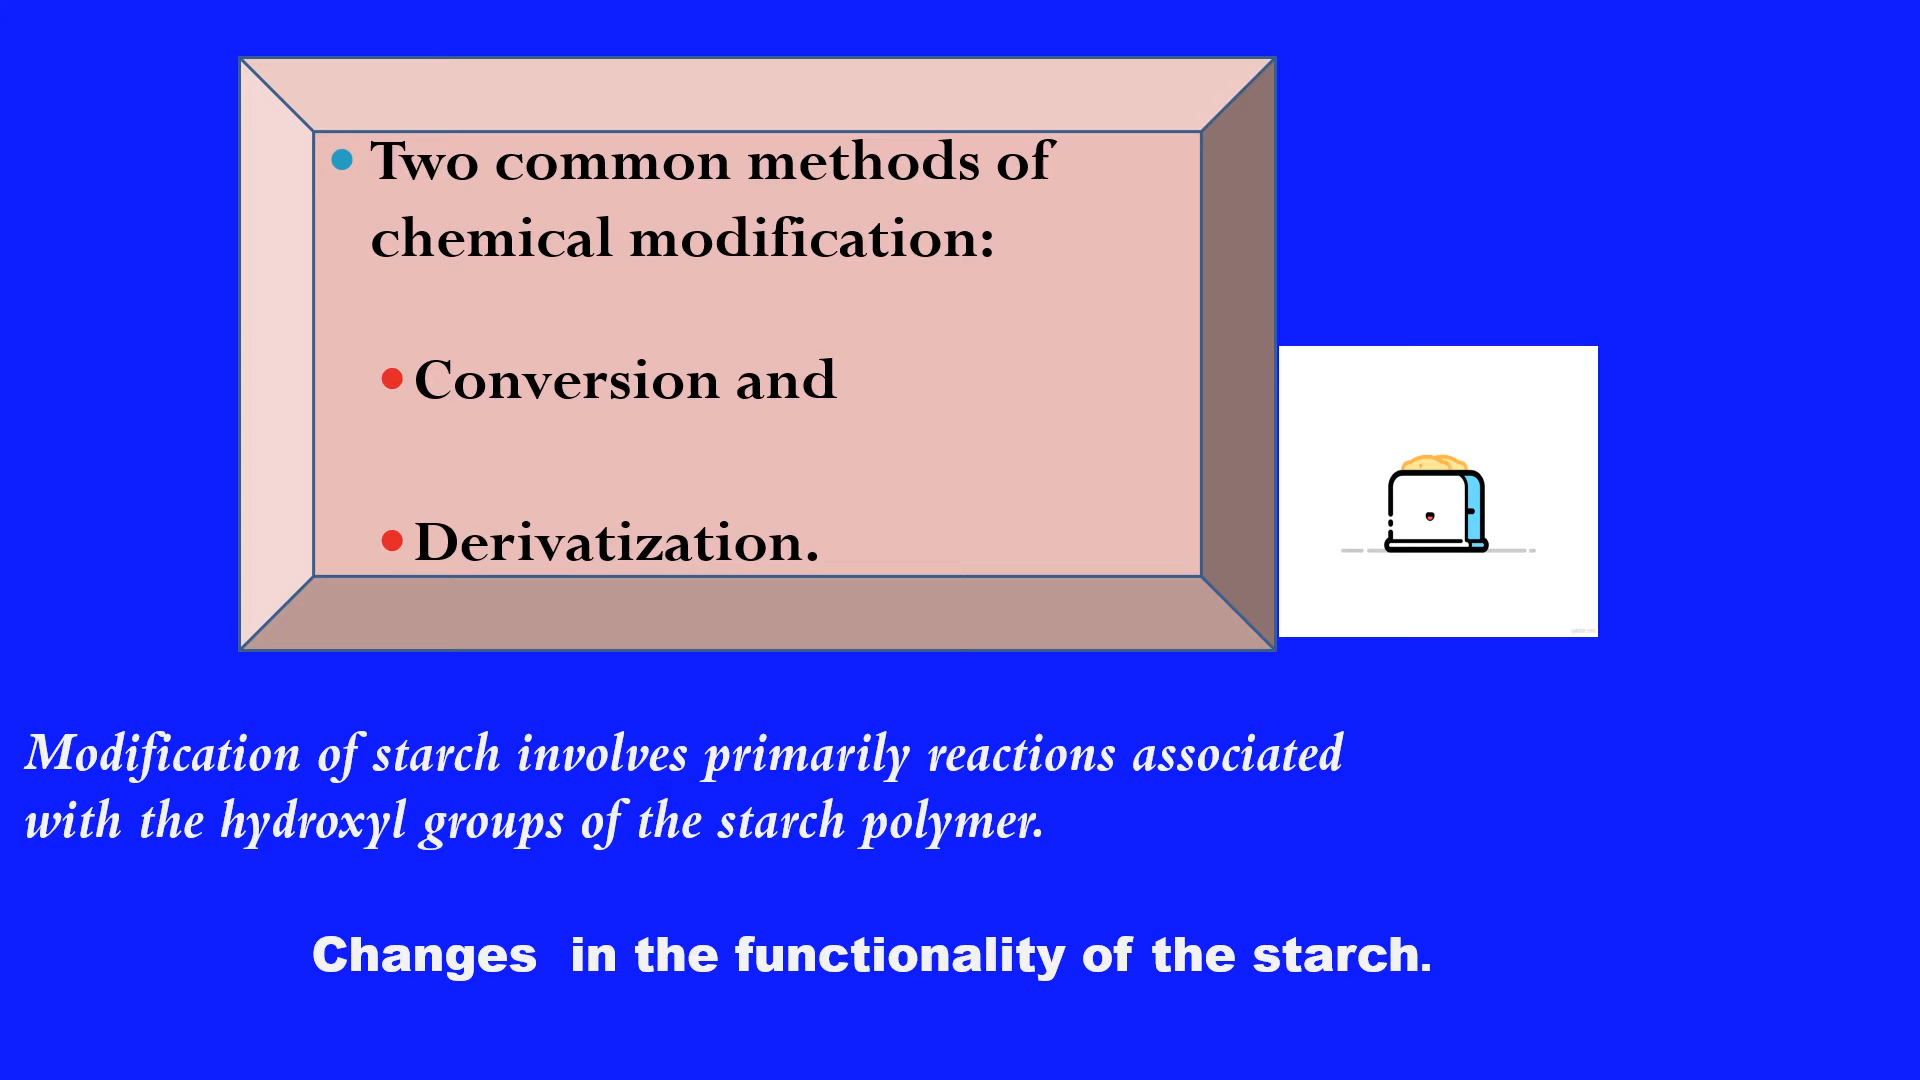 • Two common methods of
chemical modification:
• Conversion and
• Derivatization.
Modification of starch involves primarily reactions associated
with the hydroxyl groups of the starch polymer.
Changes  in the functionality of the starch.